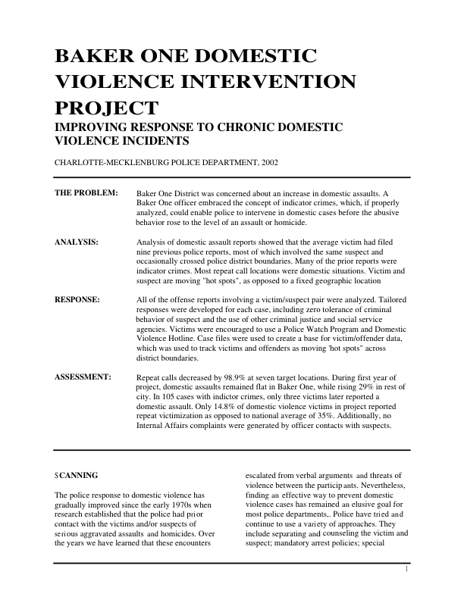 BAKER ONE DOMESTIC
VIOLENCE INTERVENTION
PROJECT
IMPROVING RESPONSE TO CHRONIC DOMESTIC
VIOLENCE INCIDENTS
CHARLOTTE-MECKLENBURG POLICE DEPARTMENT, 2002
THE PROBLEM: Baker One District was concerned about an increase in domestic assaults. A
Baker One officer embraced the concept of indicator crimes, which, if properly
analyzed, could enable police to intervene in domestic cases before the abusive
behavior rose to the level of an assault or homicide.
ANALYSIS: Analysis of domestic assault reports showed that the average victim had filed
nine previous police reports, most of which involved the same suspect and
occasionally crossed police district boundaries. Many of the prior reports were
indicator crimes. Most repeat call locations were domestic situations. Victim and
suspect are moving "hot spots", as opposed to a fixed geographic location
RESPONSE: All of the offense reports involving a victim/suspect pair were analyzed. Tailored
responses were developed for each case, including zero tolerance of criminal
behavior of suspect and the use of other criminal justice and social service
agencies. Victims were encouraged to use a Police Watch Program and Domestic
Violence Hotline. Case files were used to create a base for victim/offender data,
which was used to track victims and offenders as moving 'hot spots" across
district boundaries.
ASSESSMENT: Repeat calls decreased by 98.9% at seven target locations. During first year of
project, domestic assaults remained flat in Baker One, while rising 29% in rest of
city. In 105 cases with indictor crimes, only three victims later reported a
domestic assault. Only 14.8% of domestic violence victims in project reported
repeat victimization as opposed to national average of 35%. Additionally, no
Internal Affairs complaints were generated by officer contacts with suspects.
SCANNING
The police response to domestic violence has
gradually improved since the early 1970s when
research established that the police had prior
contact with the victims and/or suspects of
serious aggravated assaults and homicides. Over
the years we have learned that these encounters
escalated from verbal arguments and threats of
violence between the participants. Nevertheless,
finding an effective way to prevent domestic
violence cases has remained an elusive goal for
most police departments,. Police have tried and
continue to use a variety of approaches. They
include separating and counseling the victim and
suspect; mandatory arrest policies; special
1